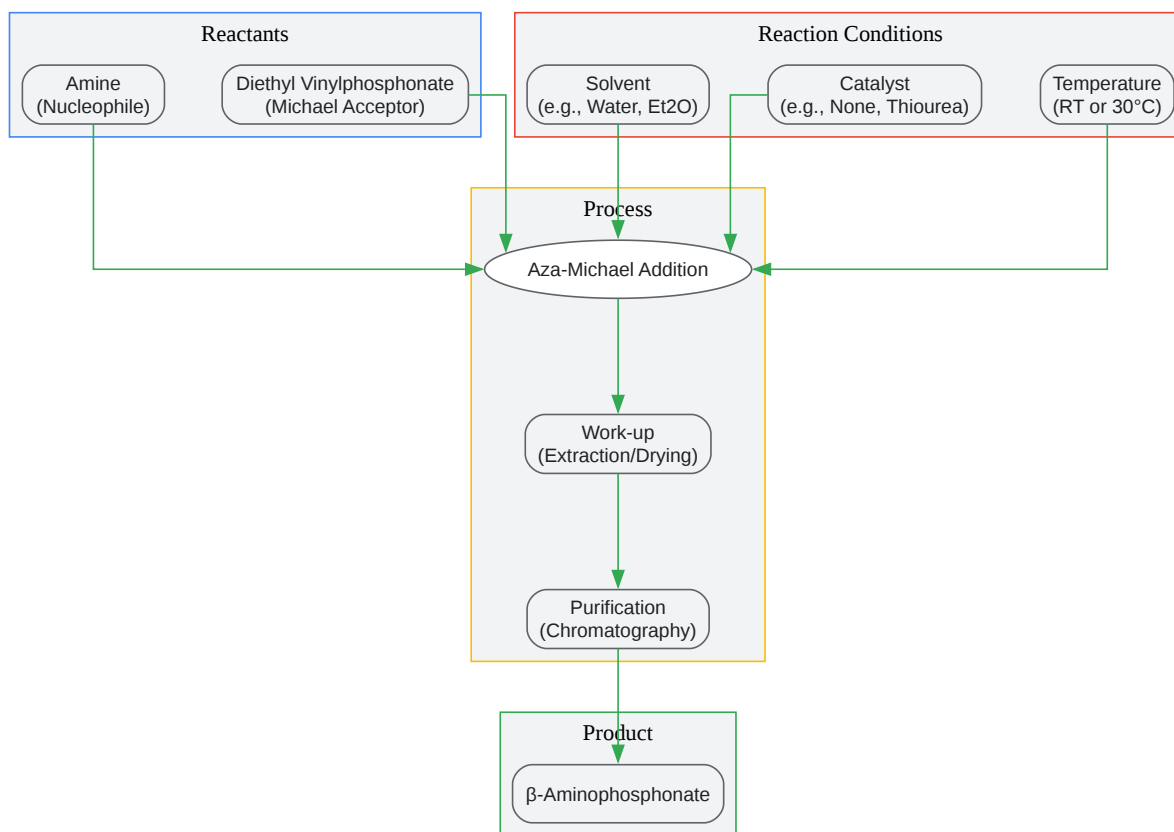 Reactants
Reaction Conditions
Amine
(Nucleophile)
Diethyl Vinylphosphonate
(Michael Acceptor)
Solvent
(e.g., Water, Et2O)
Catalyst
(e.g., None, Thiourea)
Temperature
(RT or 30°C)
Process
Aza-Michael Addition
Work-up
(Extraction/Drying)
Purification
(Chromatography)
Product
β-Aminophosphonate